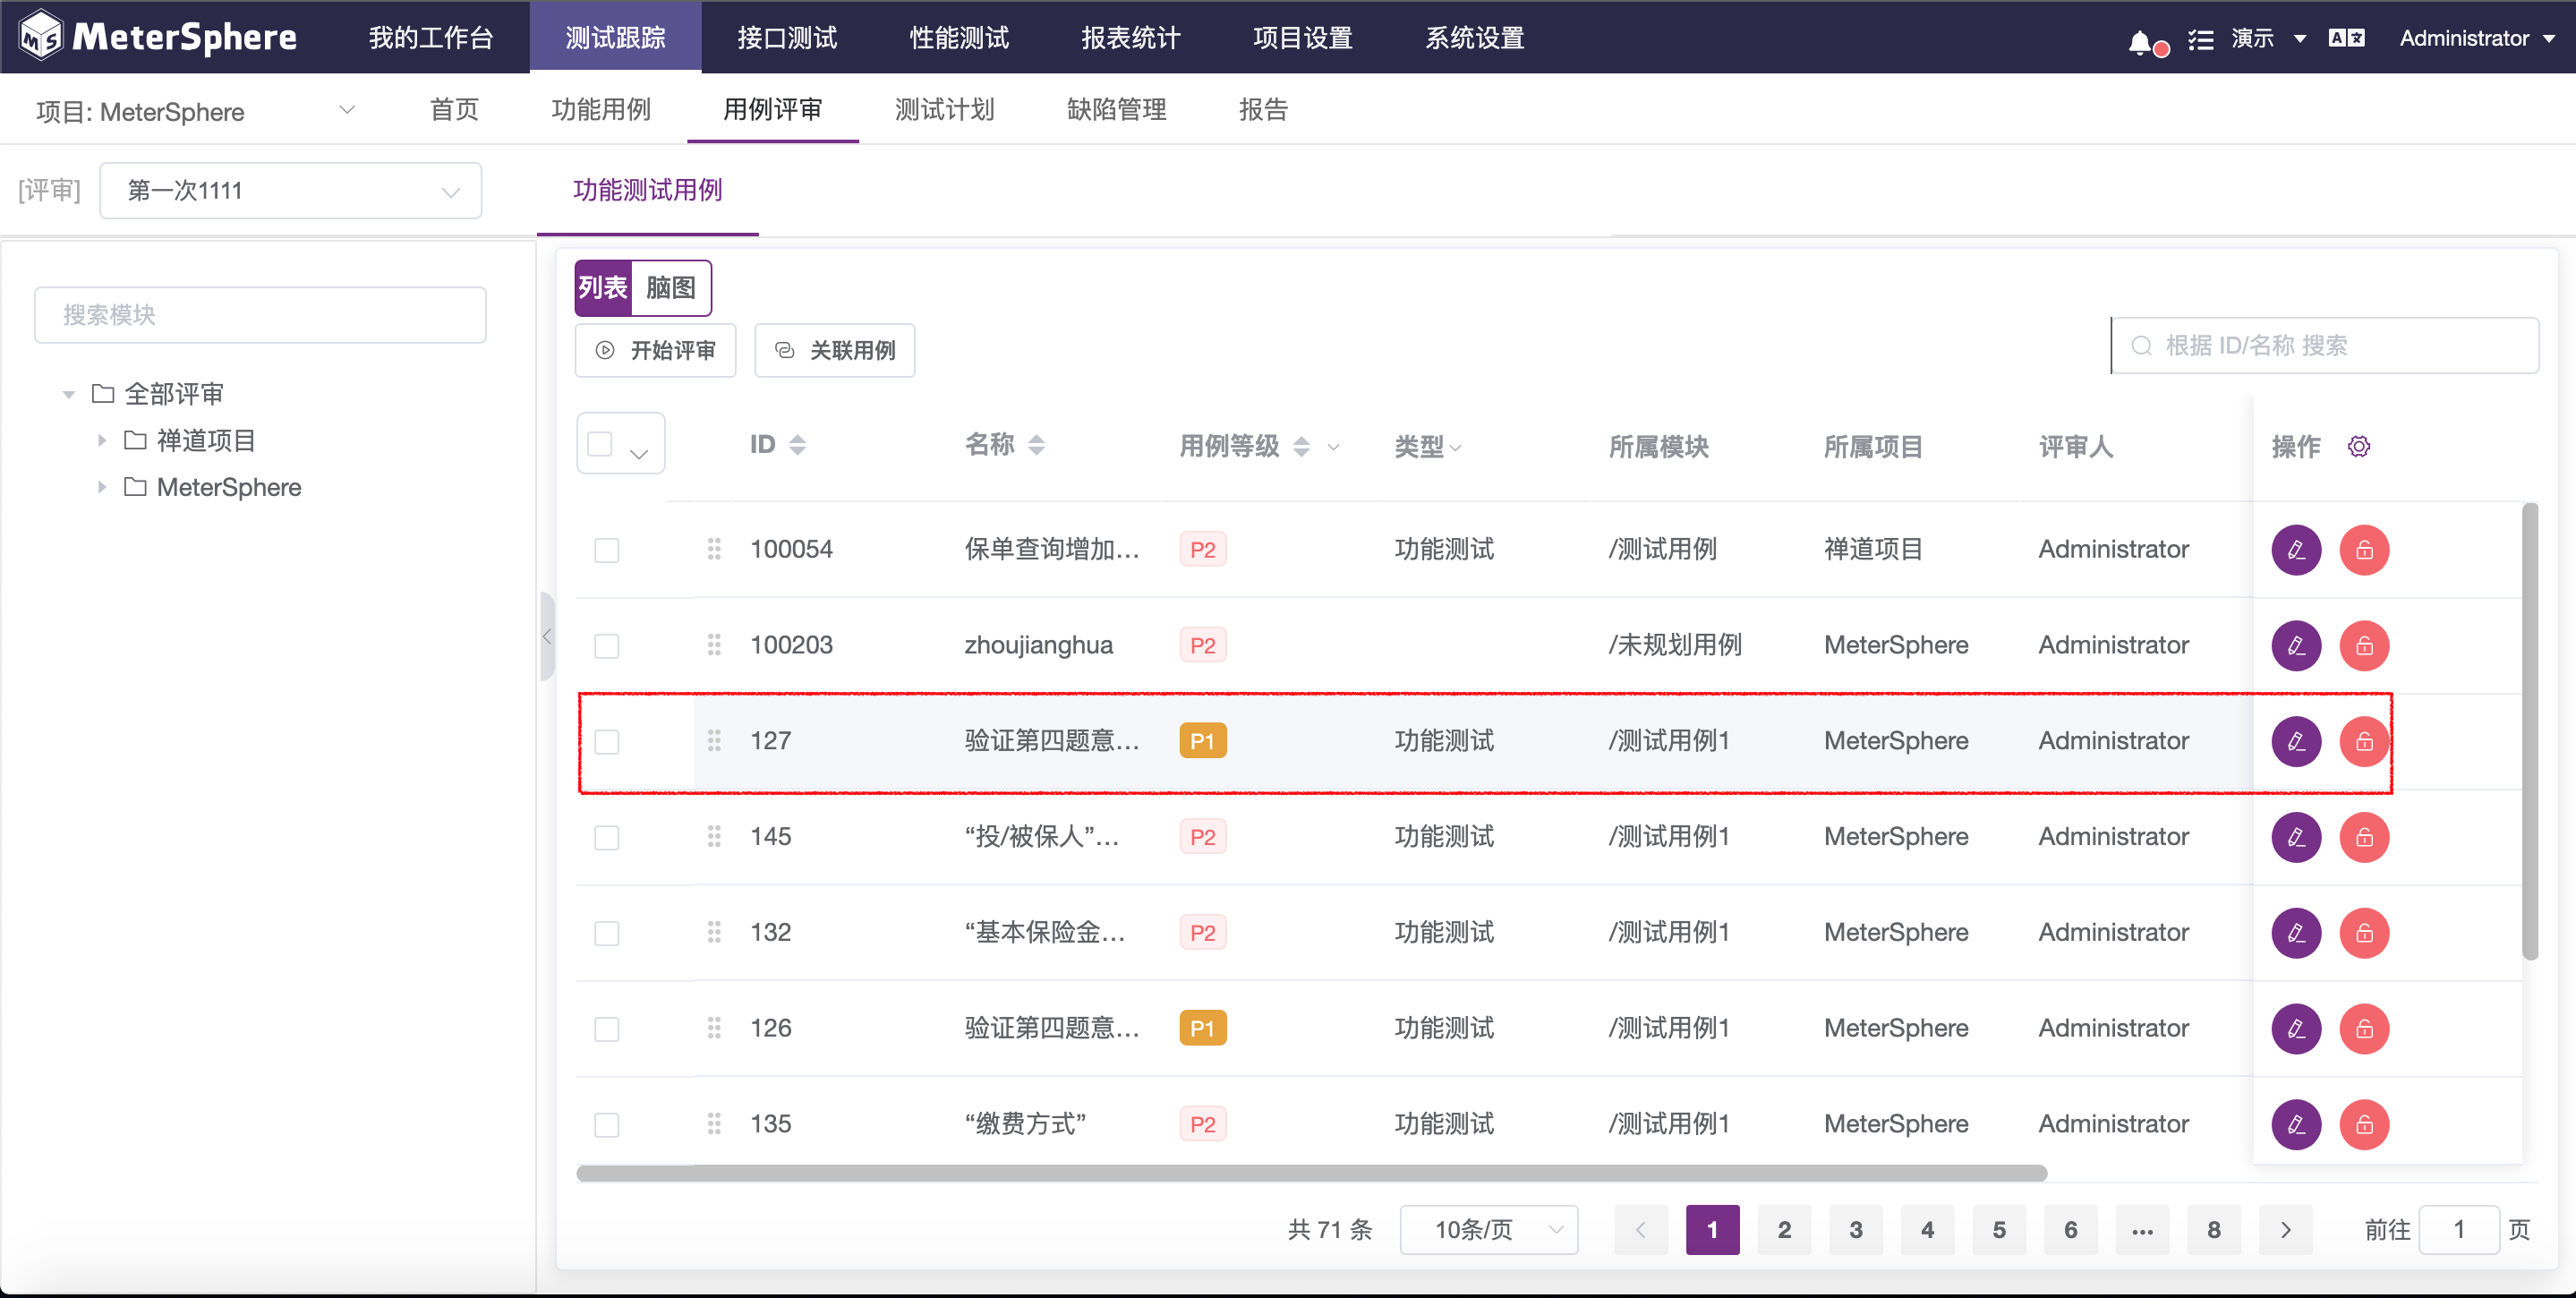 MeterSphere 我的工作台 测试跟踪 接口测试 性能测试 报表统计 项目设置 系统设置 演示 Administrator
项目: MeterSphere 首页 功能用例 用例评审 测试计划 缺陷管理 报告
[评审] 第一次1111 功能测试用例
搜索模块
全部评审
禅道项目
MeterSphere
列表 脑图
开始评审 关联用例
根据 ID/名称 搜索
ID 名称 用例等级 类型 所属模块 所属项目 评审人 操作
100054 保单查询增加... P2 功能测试 /测试用例 禅道项目 Administrator
100203 zhoujianghua P2 /未规划用例 MeterSphere Administrator
127 验证第四题意... P1 功能测试 /测试用例1 MeterSphere Administrator
145 “投/被保人”... P2 功能测试 /测试用例1 MeterSphere Administrator
132 “基本保险金... P2 功能测试 /测试用例1 MeterSphere Administrator
126 验证第四题意... P1 功能测试 /测试用例1 MeterSphere Administrator
135 “缴费方式” P2 功能测试 /测试用例1 MeterSphere Administrator
共 71 条 10条/页 1 2 3 4 5 6 ... 8 前往 1 页